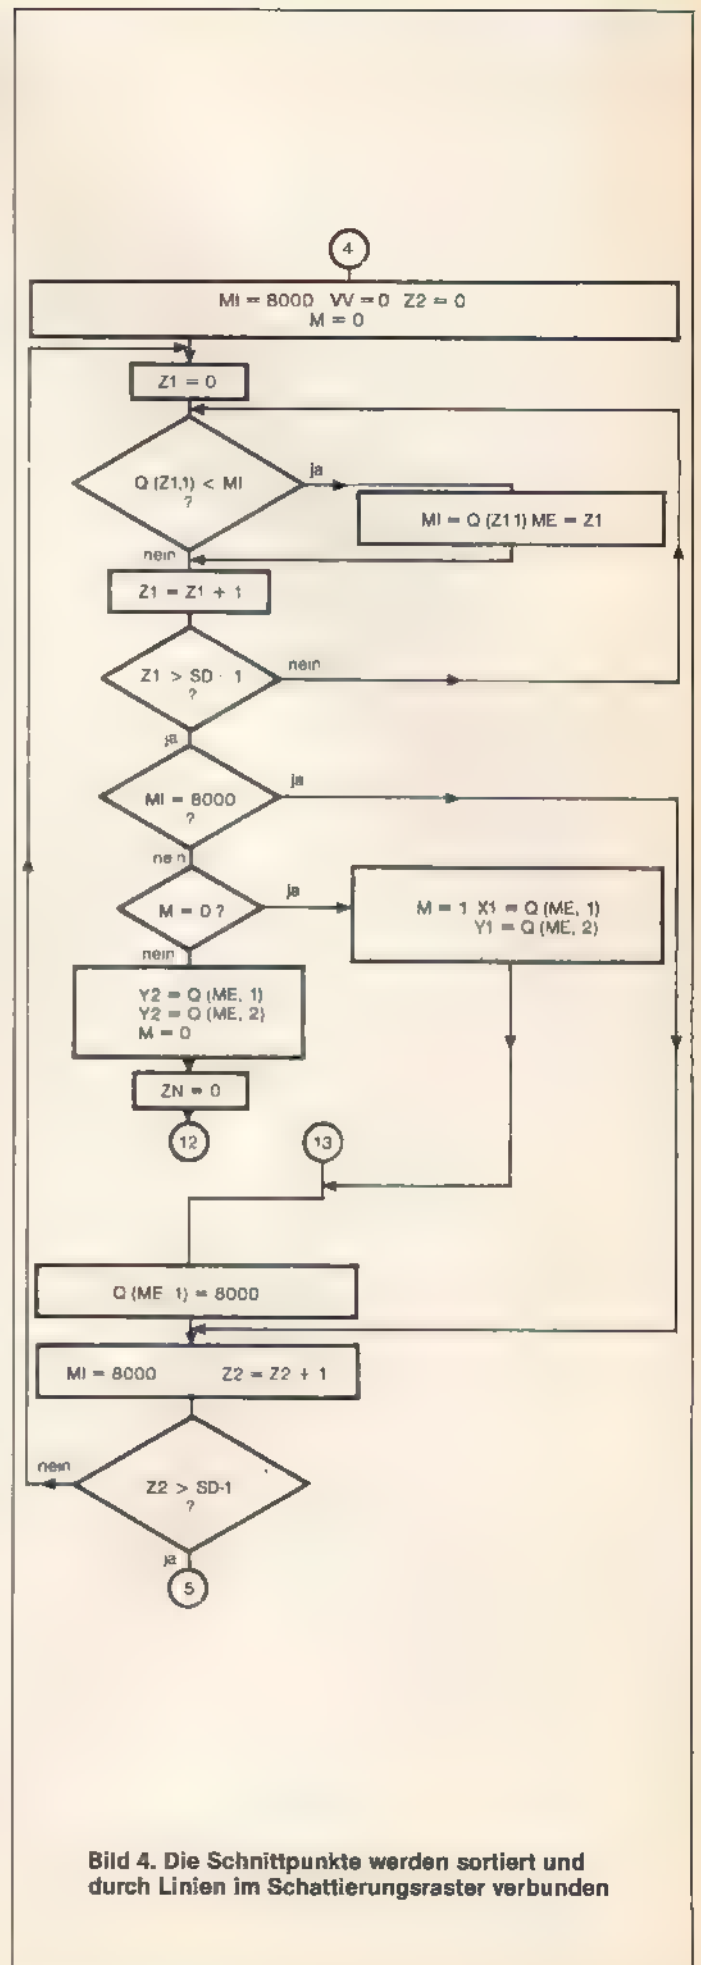 4
MI = 8000 VV = 0 Z2 = 0
M = 0
Z1 = 0
Q (Z1,1) < MI
?
ja
MI = Q (Z1 1) ME = Z1
nein
Z1 = Z1 + 1
Z1 > SD - 1
?
nein
ja
MI = 8000
?
ja
nein
M = 0 ?
ja
M = 1 X1 = Q (ME, 1)
Y1 = Q (ME, 2)
nein
Y2 = Q (ME, 1)
Y2 = Q (ME, 2)
M = 0
ZN = 0
12
13
Q (ME 1) = 8000
MI = 8000 Z2 = Z2 + 1
nein
Z2 > SD-1
?
ja
5
Bild 4. Die Schnittpunkte werden sortiert und
durch Linien im Schattierungsraster verbunden